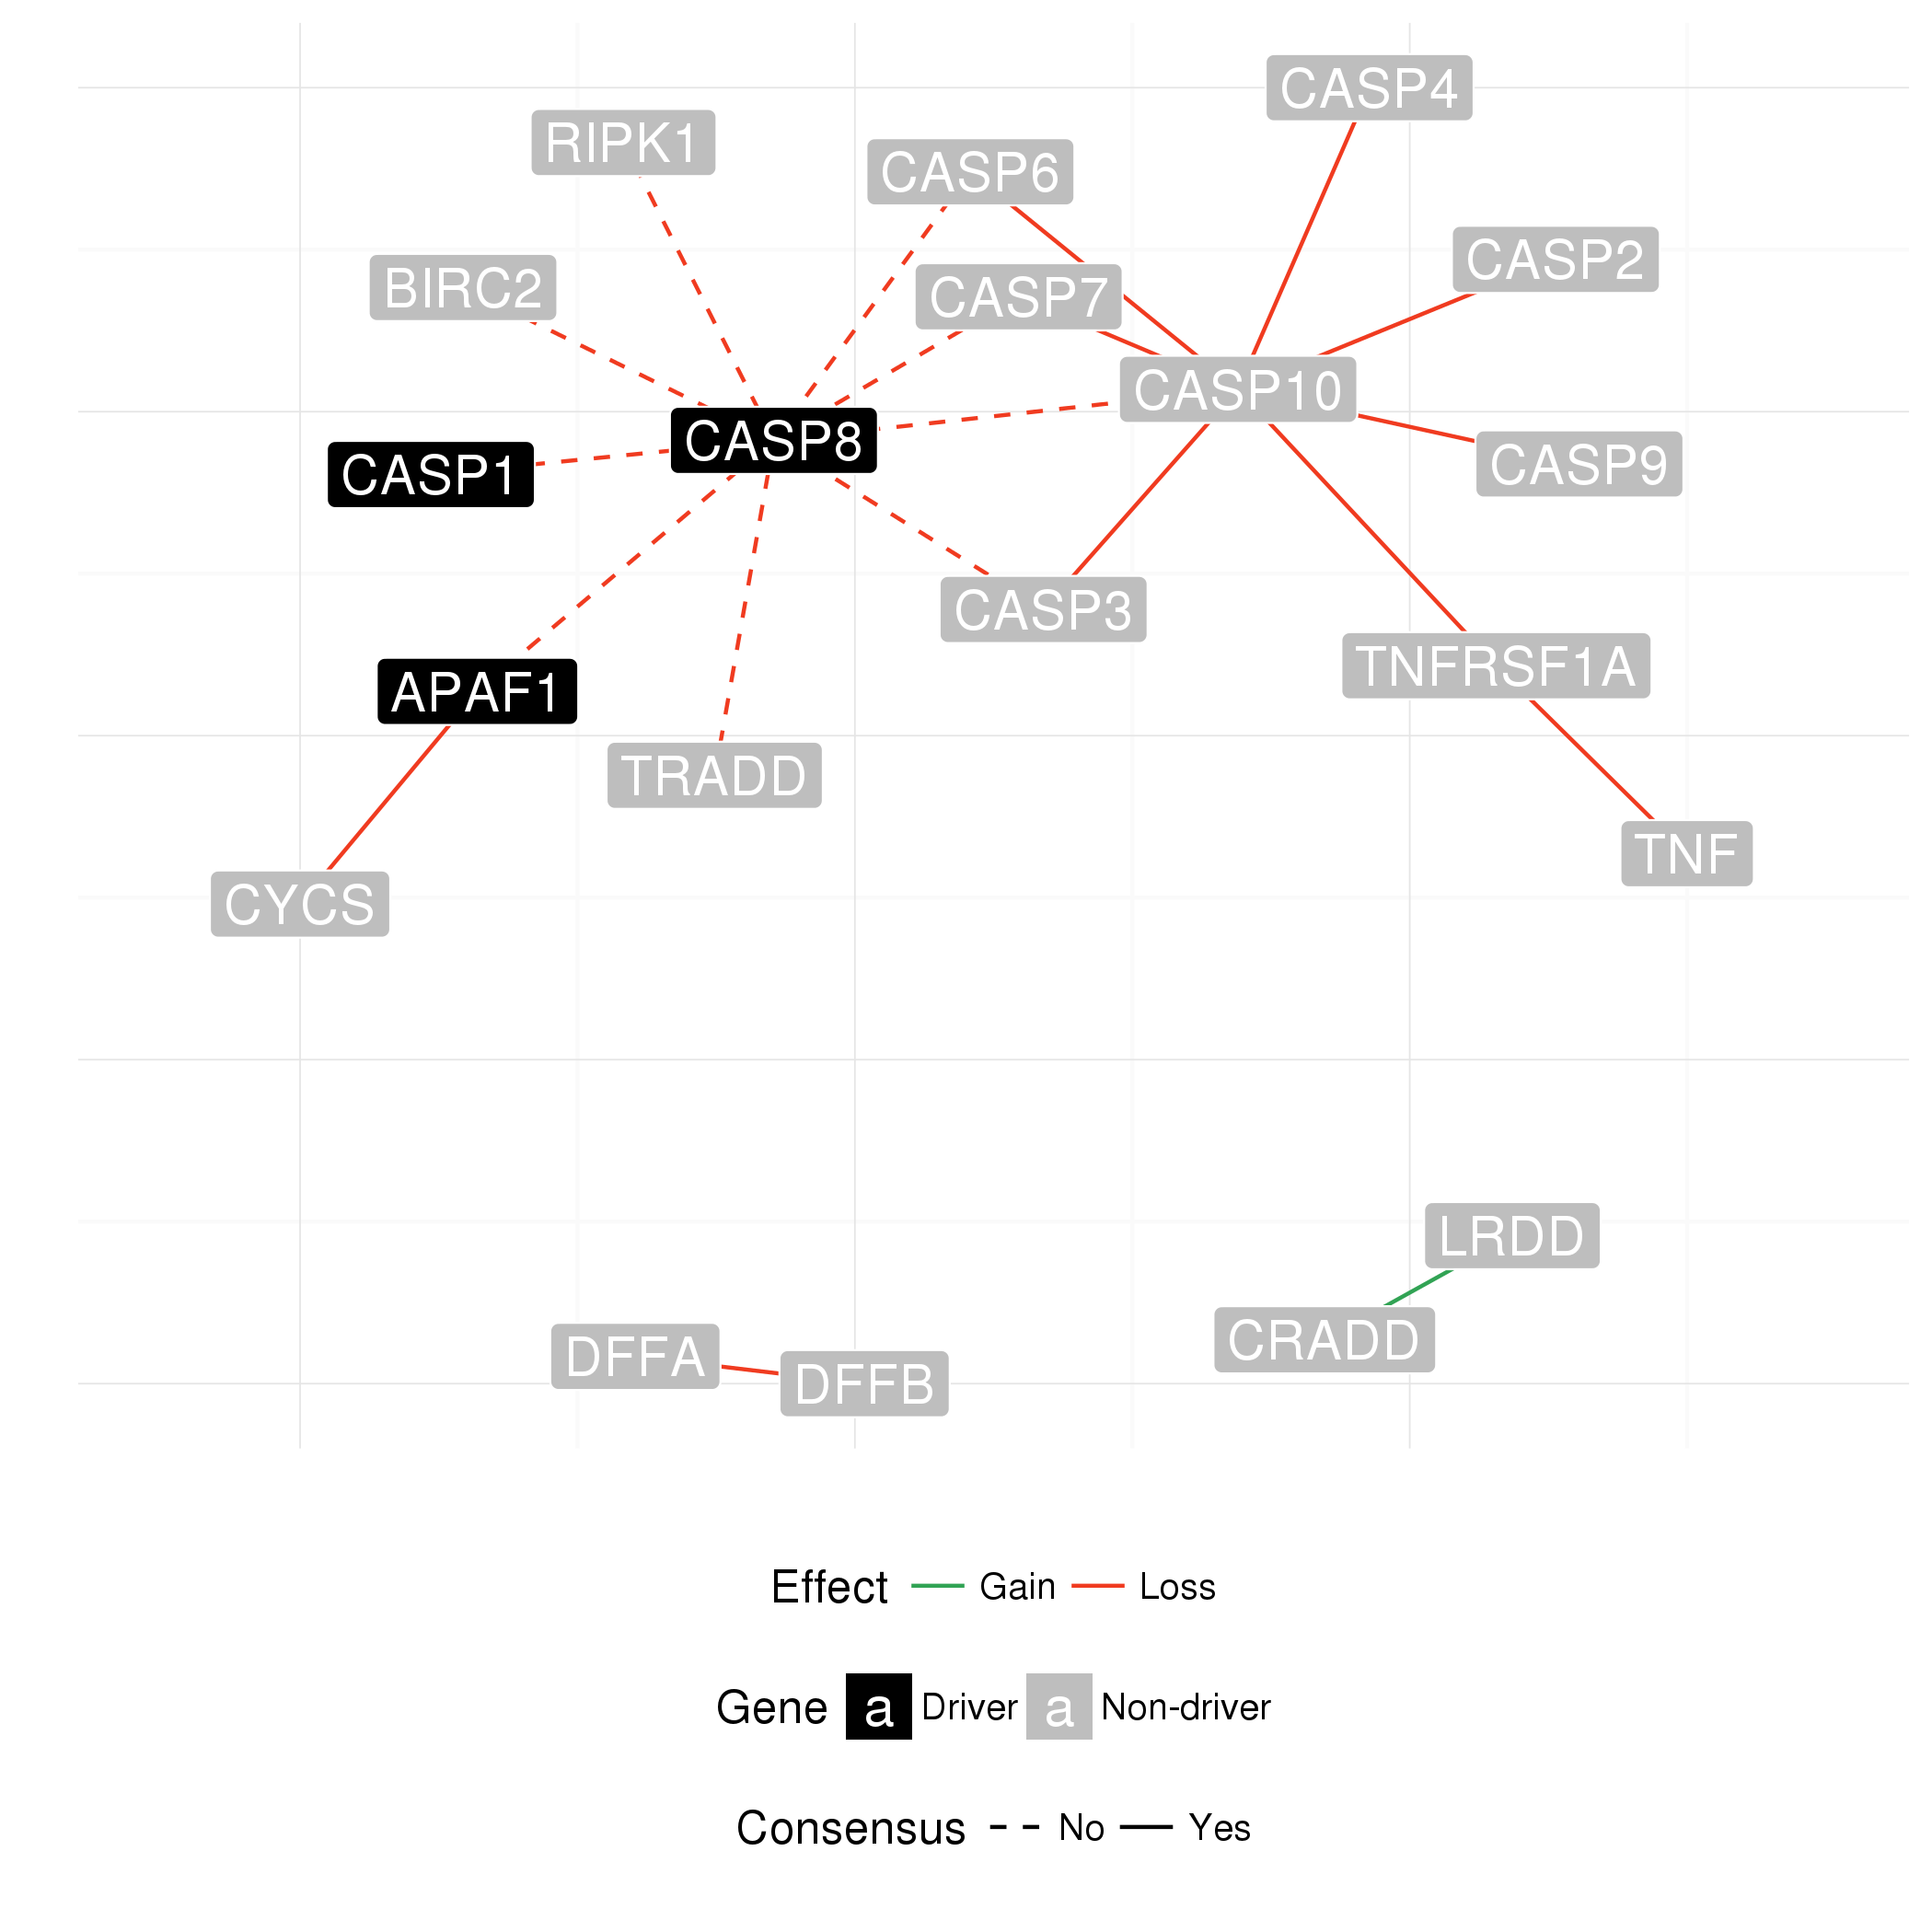 CASP4
RIPK1
CASP6
CASP2
BIRC2
CASP7
CASP10
CASP8
CASP9
CASP1
CASP3
TNFRSF1A
APAF1
TRADD
TNF
CYCS
LRDD
CRADD
DFFA
DFFB
Effect Gain Loss
Gene a Driver a Non-driver
Consensus No Yes